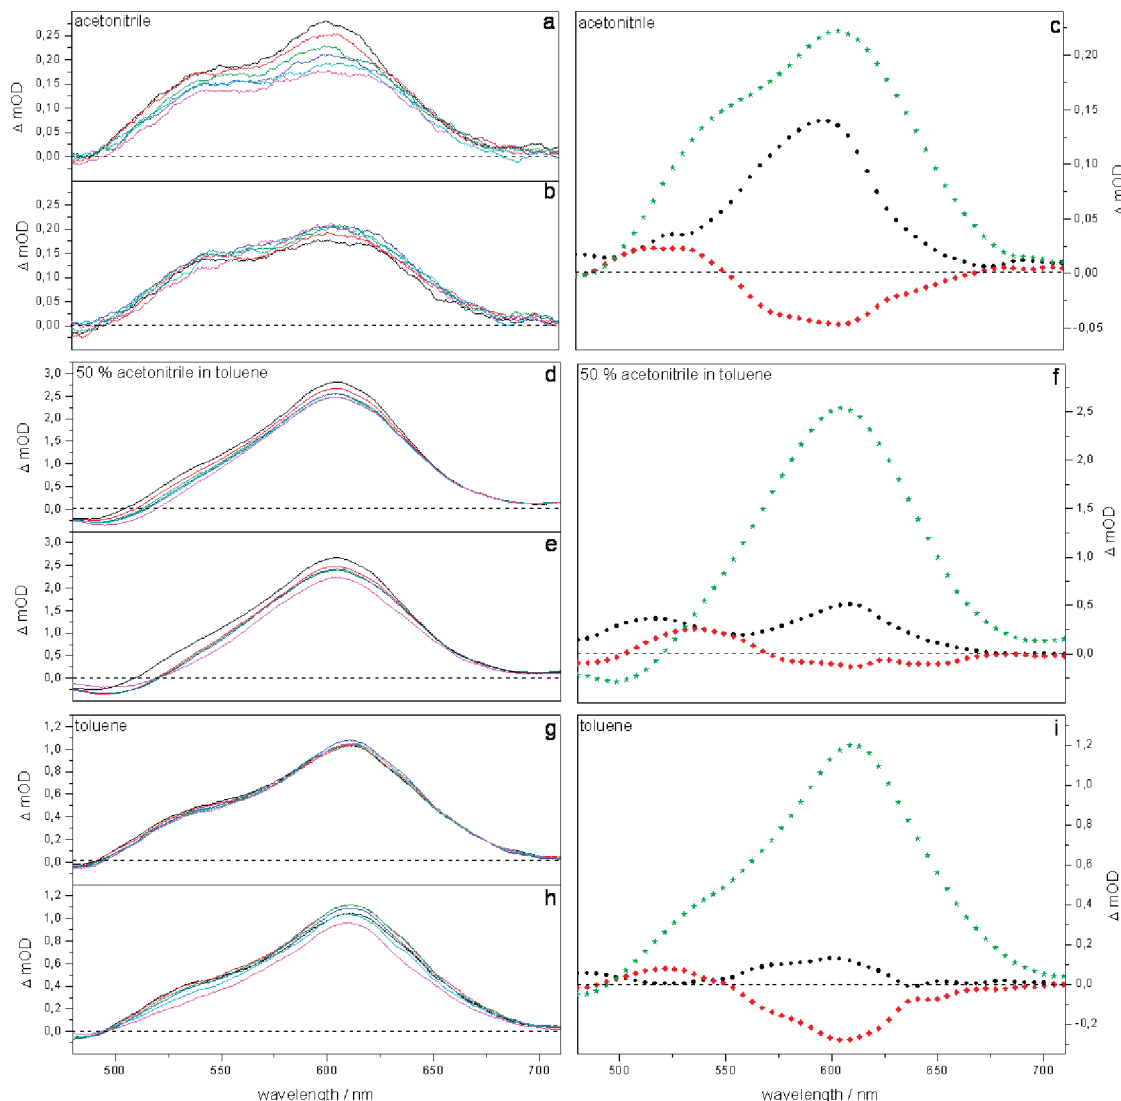 acetonitrile
a
0,25
0,20
0,15
0,10
0,05
0,00
Δ mOD
b
0,25
0,20
0,15
0,10
0,05
0,00
Δ mOD
acetonitrile
c
0,20
0,15
0,10
0,05
0,00
-0,05
Δ mOD
50 % acetonitrile in toluene
d
3,0
2,5
2,0
1,5
1,0
0,5
0,0
Δ mOD
e
3,0
2,5
2,0
1,5
1,0
0,5
0,0
Δ mOD
50 % acetonitrile in toluene
f
2,5
2,0
1,5
1,0
0,5
0,0
Δ mOD
toluene
g
1,2
1,0
0,8
0,6
0,4
0,2
0,0
Δ mOD
h
1,2
1,0
0,8
0,6
0,4
0,2
0,0
Δ mOD
500 550 600 650 700
wavelength / nm
toluene
i
1,2
1,0
0,8
0,6
0,4
0,2
0,0
-0,2
Δ mOD
500 550 600 650 700
wavelength / nm